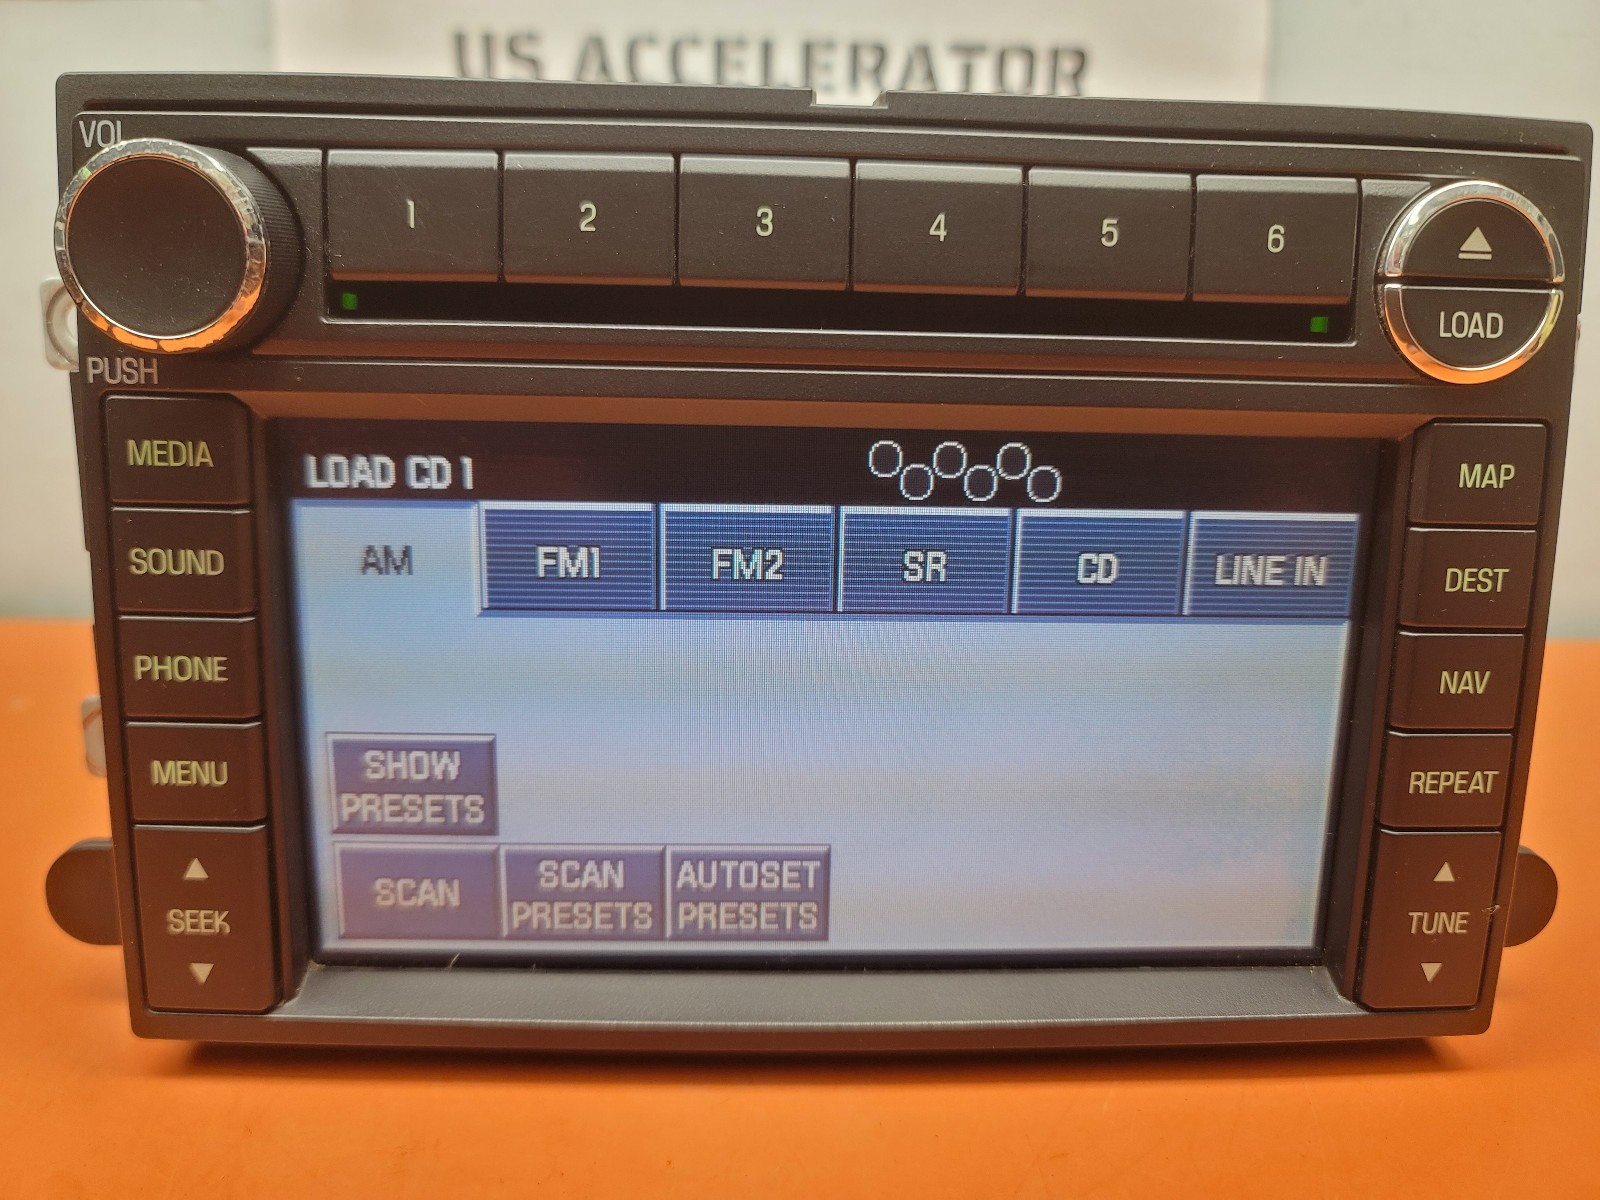 US ACCELERATOR
VOL
1 2 3 4 5 6
LOAD
PUSH
MEDIA
SOUND
PHONE
MENU
SEEK
LOAD CD 1
AM FM1 FM2 SR CD LINE IN
SHOW
PRESETS
SCAN
SCAN
PRESETS
AUTOSET
PRESETS
MAP
DEST
NAV
REPEAT
TUNE